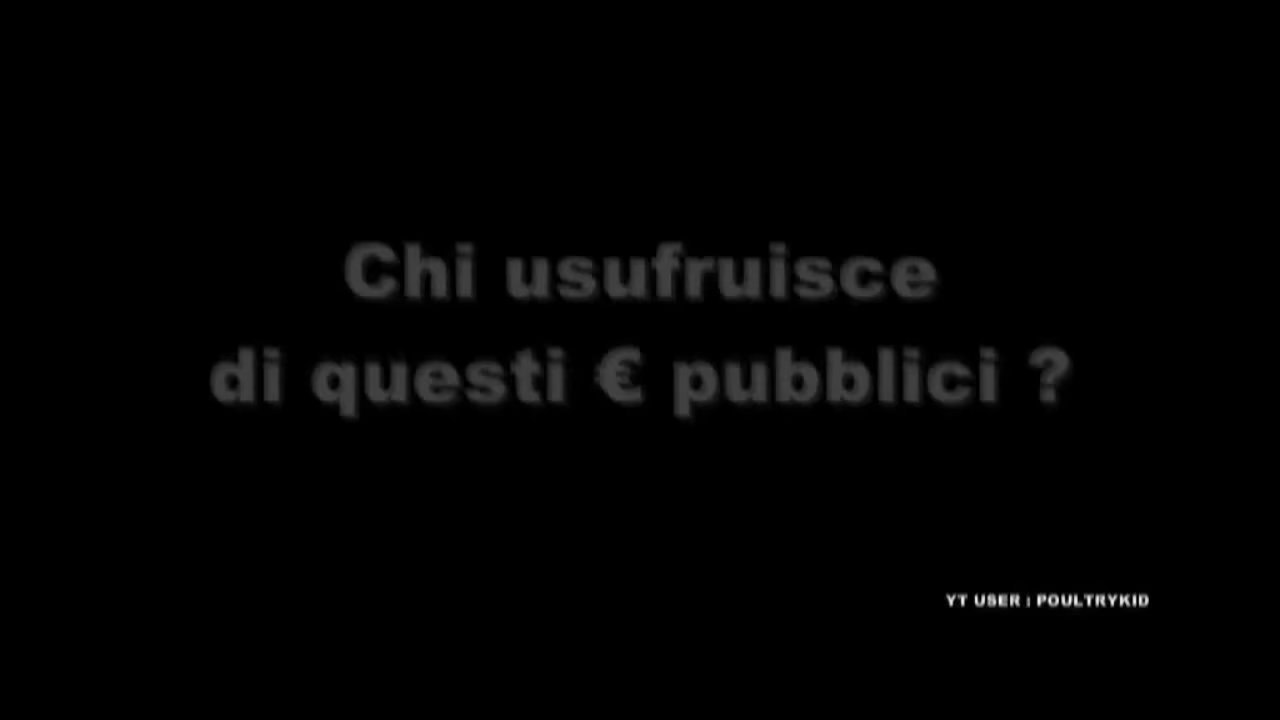 Chi usufruisce
di questi € pubblici ?
YT USER : POULTRYKID